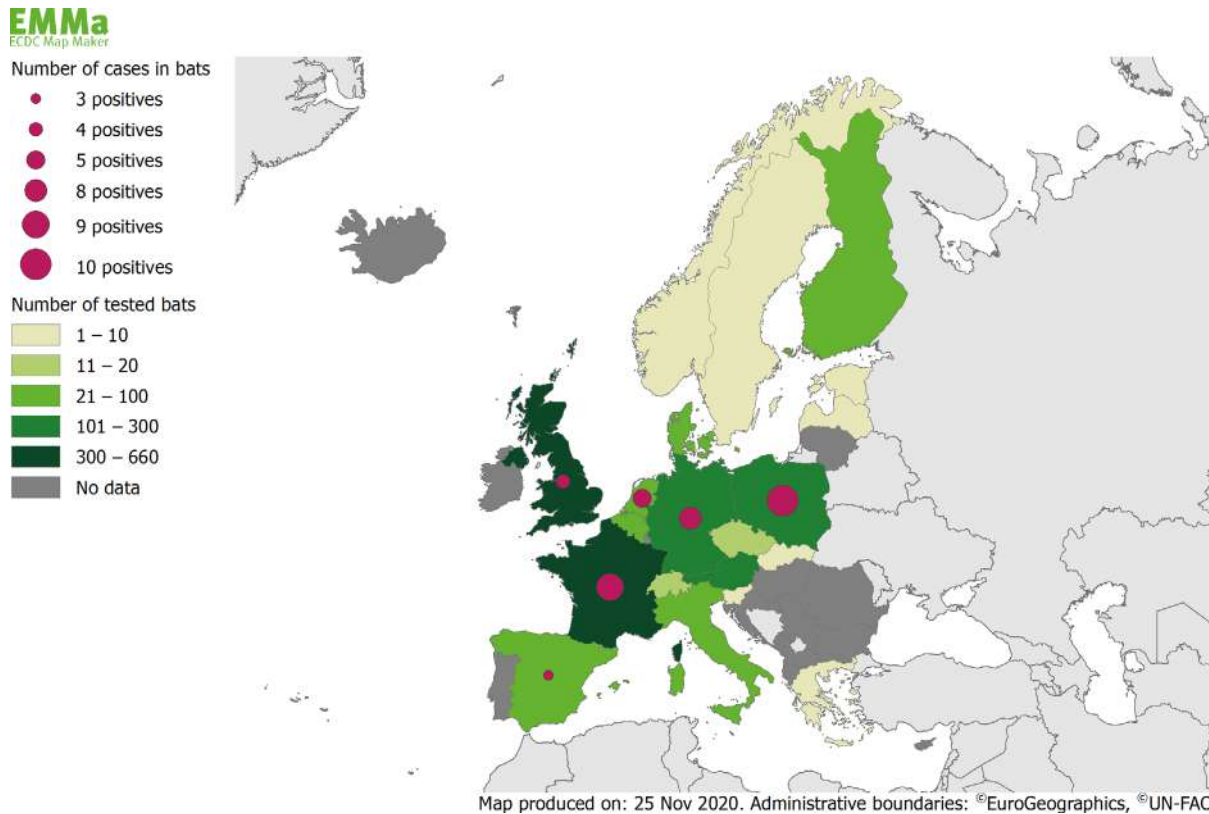 EMMa
ECDC Map Maker
Number of cases in bats
3 positives
4 positives
5 positives
8 positives
9 positives
10 positives
Number of tested bats
1 – 10
11 – 20
21 – 100
101 – 300
300 – 660
No data
Map produced on: 25 Nov 2020. Administrative boundaries: ©EuroGeographics, ©UN-FAO